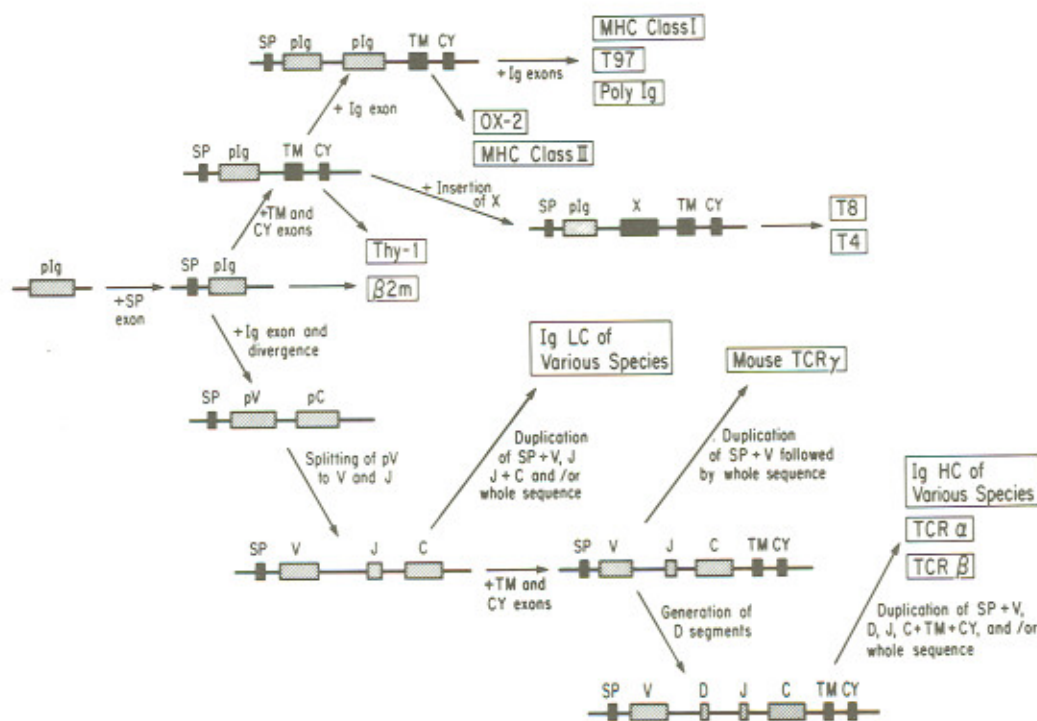 SP pIg pIg TM CY
MHC Class I
T97
Poly Ig
+ Ig exons
+ Ig exon
OX-2
MHC Class II
SP pIg TM CY
+ Insertion
of X
SP pIg X TM CY
T8
T4
+TM and
CY exons
Thy-1
β2m
pIg
+SP
exon
SP pIg
+Ig exon and
divergence
SP pV pC
Splitting of pV
to V and J
Ig LC of
Various Species
Duplication
of SP+V, J
J+C and/or
whole sequence
Mouse TCRγ
Duplication
of SP+V followed
by whole sequence
Ig HC of
Various Species
TCR α
TCR β
SP V J C
+TM and
CY exons
SP V J C TM CY
Generation of
D segments
Duplication of SP+V,
D, J, C+TM+CY, and /or
whole sequence
SP V D J C TM CY